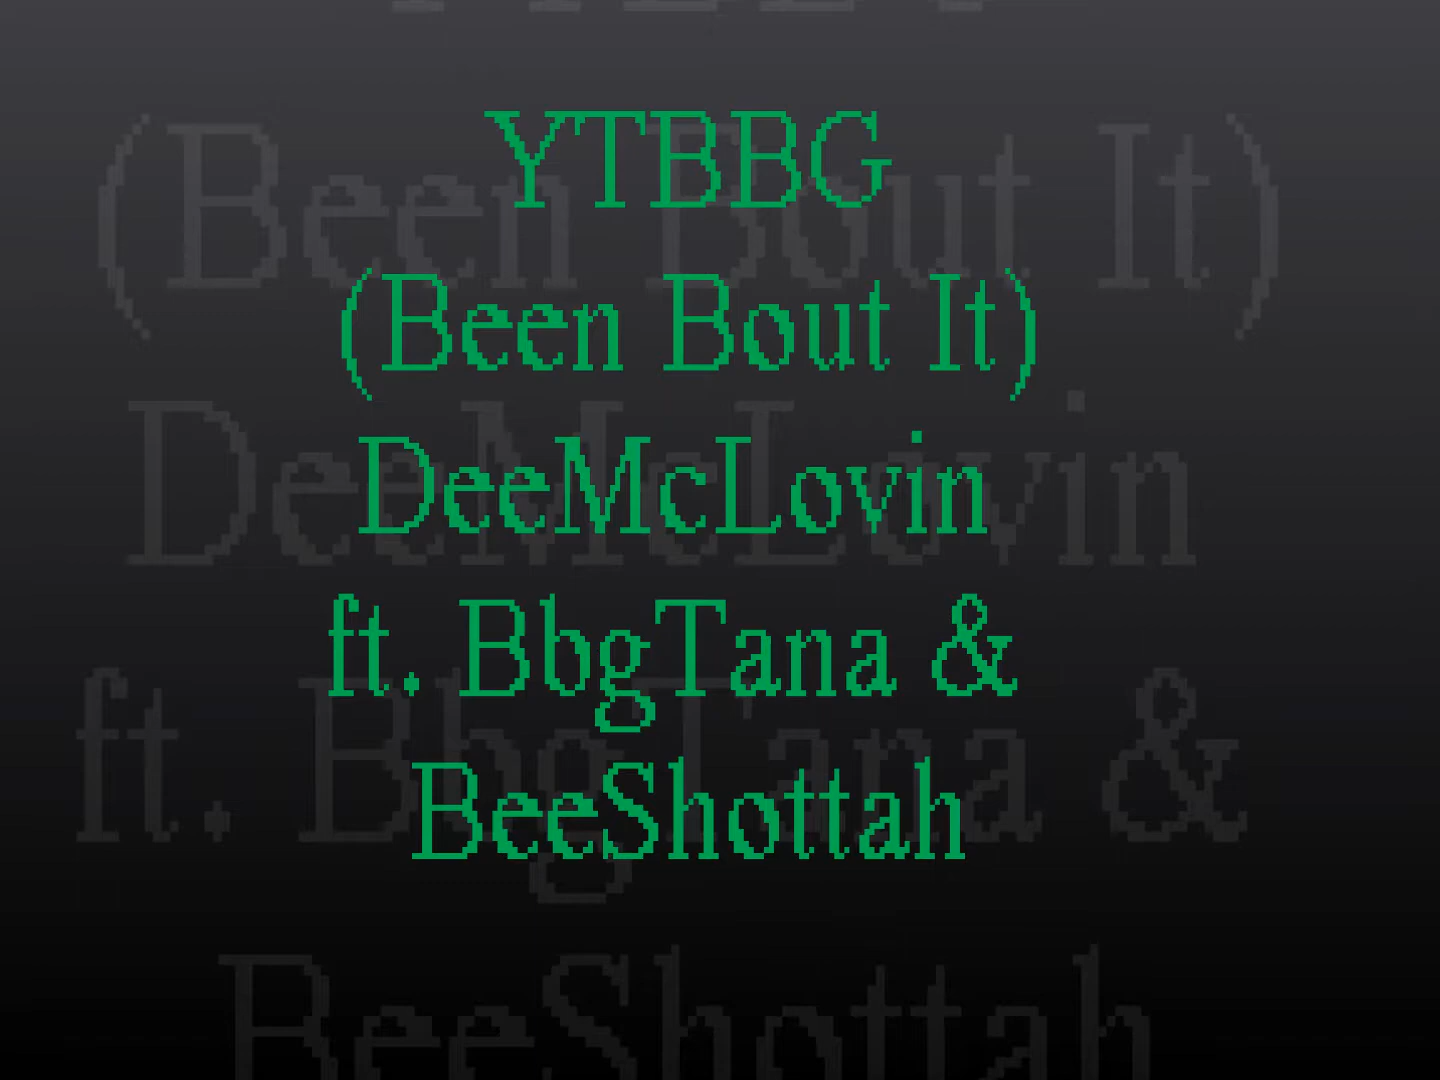 YTBBG
(Been Bout It)
DeeMcLovin
ft. BbgTana &
BeeShottah